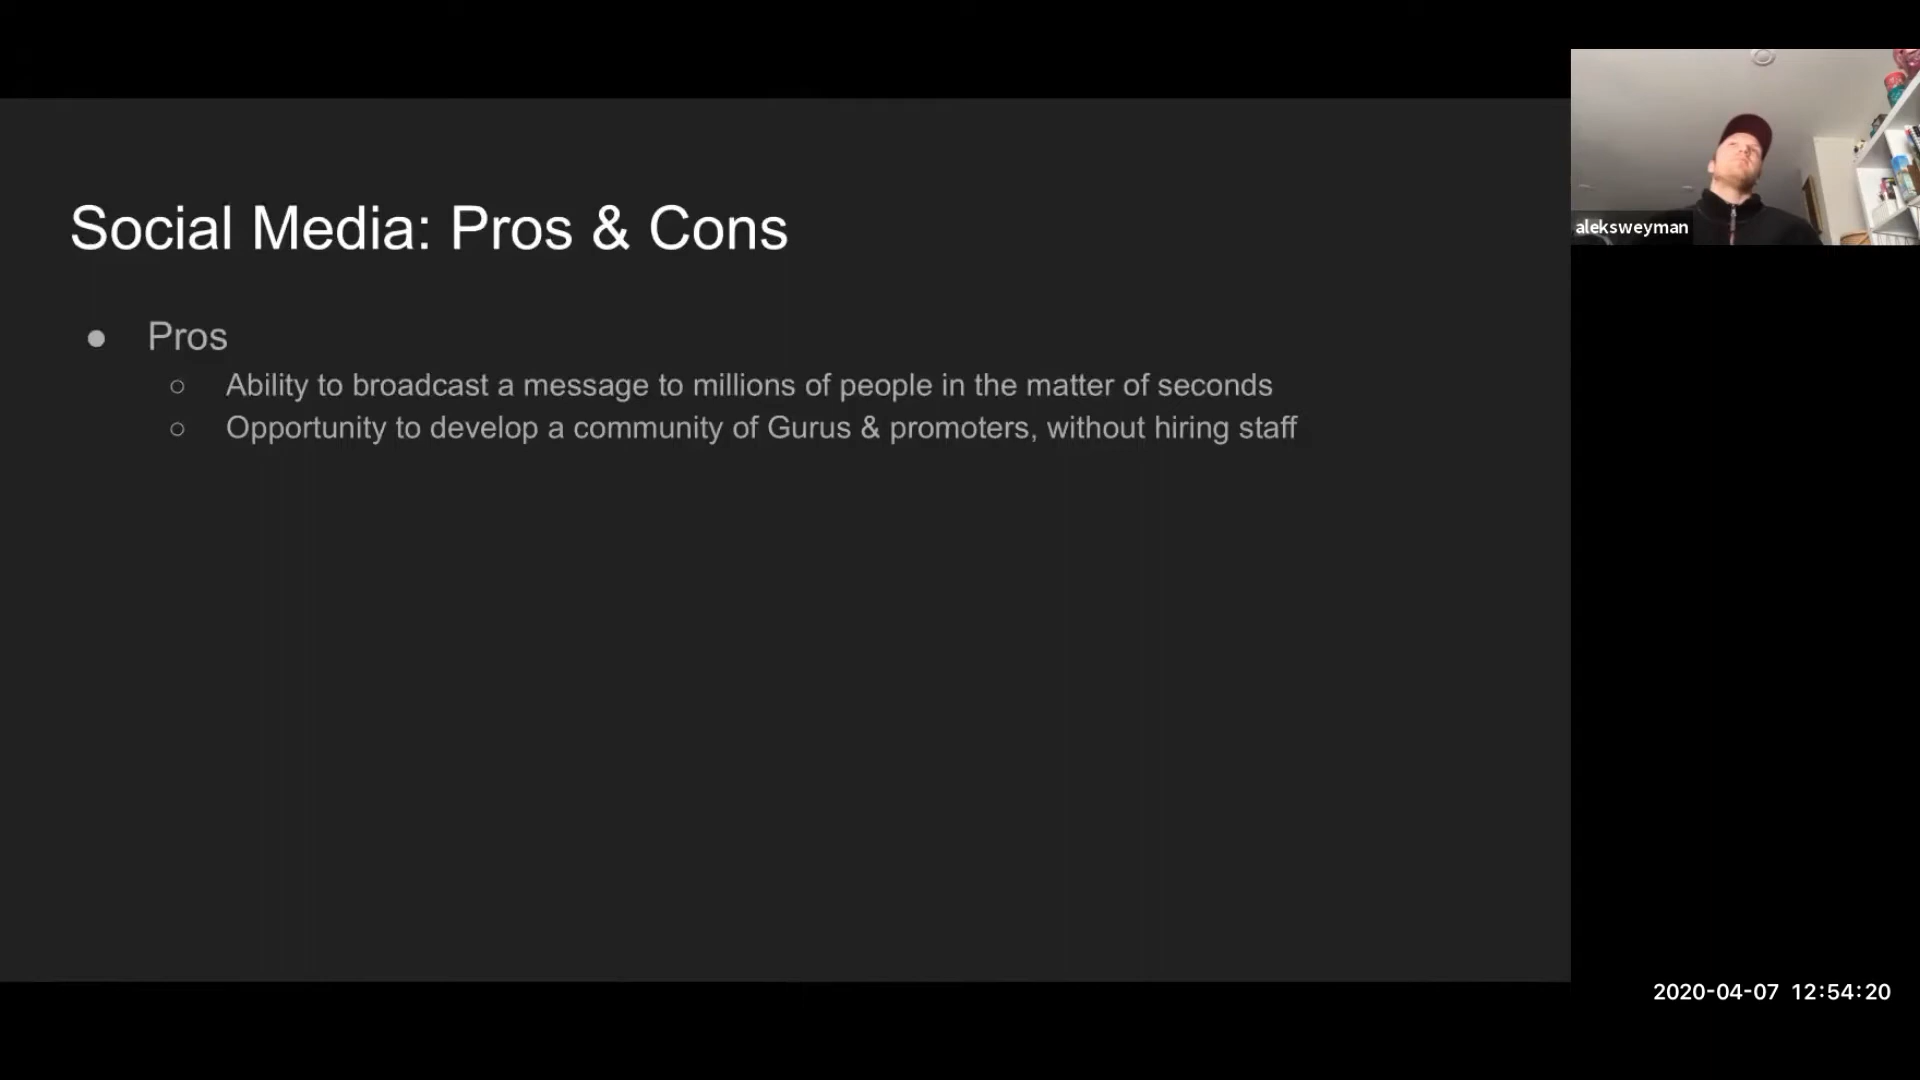 Social Media: Pros & Cons
● Pros
○ Ability to broadcast a message to millions of people in the matter of seconds
○ Opportunity to develop a community of Gurus & promoters, without hiring staff
aleksweyman
2020-04-07 12:54:20